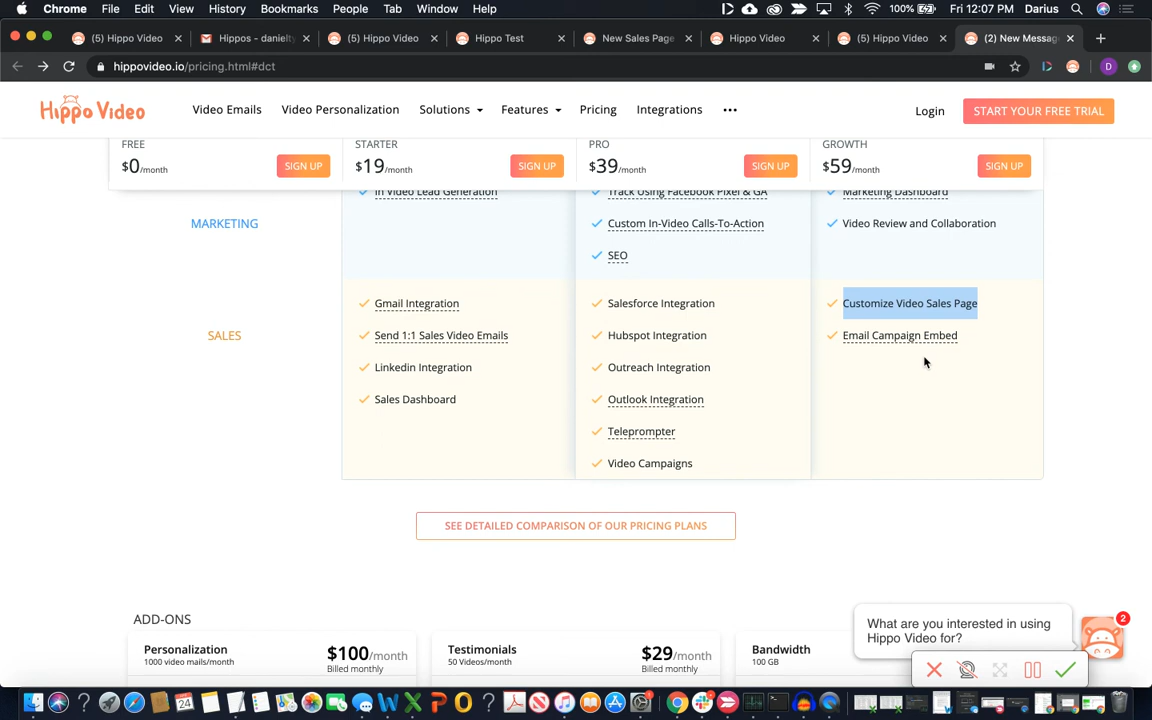 Chrome File Edit View History Bookmarks People Tab Window Help 100% Fri 12:07 PM Darius
(5) Hippo Video Hippos - danielty (5) Hippo Video Hippo Test New Sales Page Hippo Video (5) Hippo Video (2) New Messag
hippovideo.io/pricing.html#dct D
Hippo Video Video Emails Video Personalization Solutions Features Pricing Integrations Login START YOUR FREE TRIAL
FREE STARTER PRO GROWTH
$0/month SIGN UP $19/month SIGN UP $39/month SIGN UP $59/month SIGN UP
In Video Lead Generation Track Using Facebook Pixel & GA Marketing Dashboard
MARKETING Custom In-Video Calls-To-Action Video Review and Collaboration
SEO
Gmail Integration Salesforce Integration Customize Video Sales Page
SALES Send 1:1 Sales Video Emails Hubspot Integration Email Campaign Embed
Linkedin Integration Outreach Integration
Sales Dashboard Outlook Integration
Teleprompter
Video Campaigns
SEE DETAILED COMPARISON OF OUR PRICING PLANS
ADD-ONS
What are you interested in using
Hippo Video for?
2
Personalization $100/month Testimonials $29/month Bandwidth
1000 video mails/month Billed monthly 50 Videos/month Billed monthly 100 GB